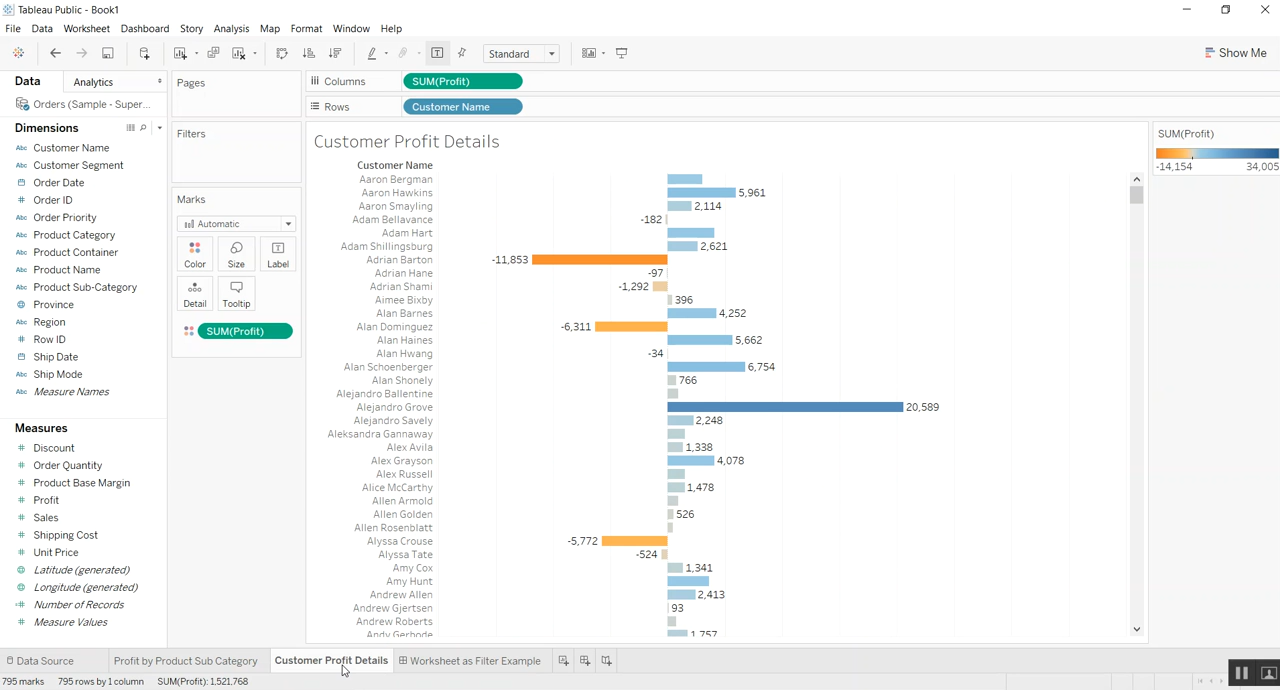 Tableau Public - Book1
File Data Worksheet Dashboard Story Analysis Map Format Window Help
Standard
Show Me
Data
Analytics
Orders (Sample - Super...
Dimensions
Customer Name
Customer Segment
Order Date
Order ID
Order Priority
Product Category
Product Container
Product Name
Product Sub-Category
Province
Region
Row ID
Ship Date
Ship Mode
Measure Names
Measures
Discount
Order Quantity
Product Base Margin
Profit
Sales
Shipping Cost
Unit Price
Latitude (generated)
Longitude (generated)
Number of Records
Measure Values
Pages
Filters
Marks
Automatic
Color Size Label
Detail Tooltip
SUM(Profit)
Columns SUM(Profit)
Rows Customer Name
Customer Profit Details
Customer Name
Aaron Bergman
Aaron Hawkins 5,961
Aaron Smayling 2,114
Adam Bellavance -182
Adam Hart
Adam Shillingsburg 2,621
Adrian Barton -11,853
Adrian Hane -97
Adrian Shami -1,292
Aimee Bixby 396
Alan Barnes 4,252
Alan Dominguez -6,311
Alan Haines 5,662
Alan Hwang -34
Alan Schoenberger 6,754
Alan Shonely 766
Alejandro Ballentine
Alejandro Grove 20,589
Alejandro Savely 2,248
Aleksandra Gannaway
Alex Avila 1,338
Alex Grayson 4,078
Alex Russell
Alice McCarthy 1,478
Allen Armold
Allen Golden 526
Allen Rosenblatt
Alyssa Crouse -5,772
Alyssa Tate -524
Amy Cox 1,341
Amy Hunt
Andrew Allen 2,413
Andrew Gjertsen 93
Andrew Roberts
Andy Gerbode 1,757
SUM(Profit)
-14,154 34,005
Data Source Profit by Product Sub Category Customer Profit Details Worksheet as Filter Example
795 marks 795 rows by 1 column SUM(Profit): 1,521,768